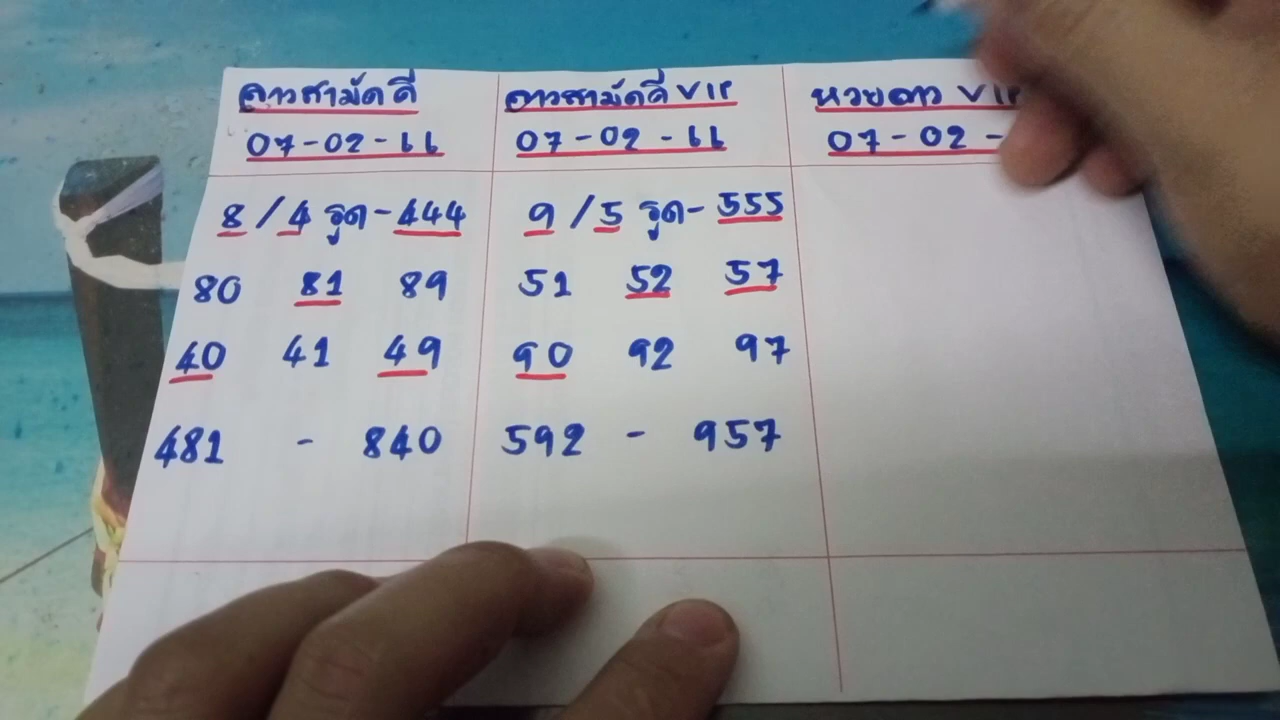 ลาวสามัคคี
07-02-66
8/4 รูด-444
80 81 89
40 41 49
481 - 840
ลาวสามัคคี VIP
07-02-66
9/5 รูด-555
51 52 57
90 92 97
592 - 957
หวยลาว VIP
07-02-